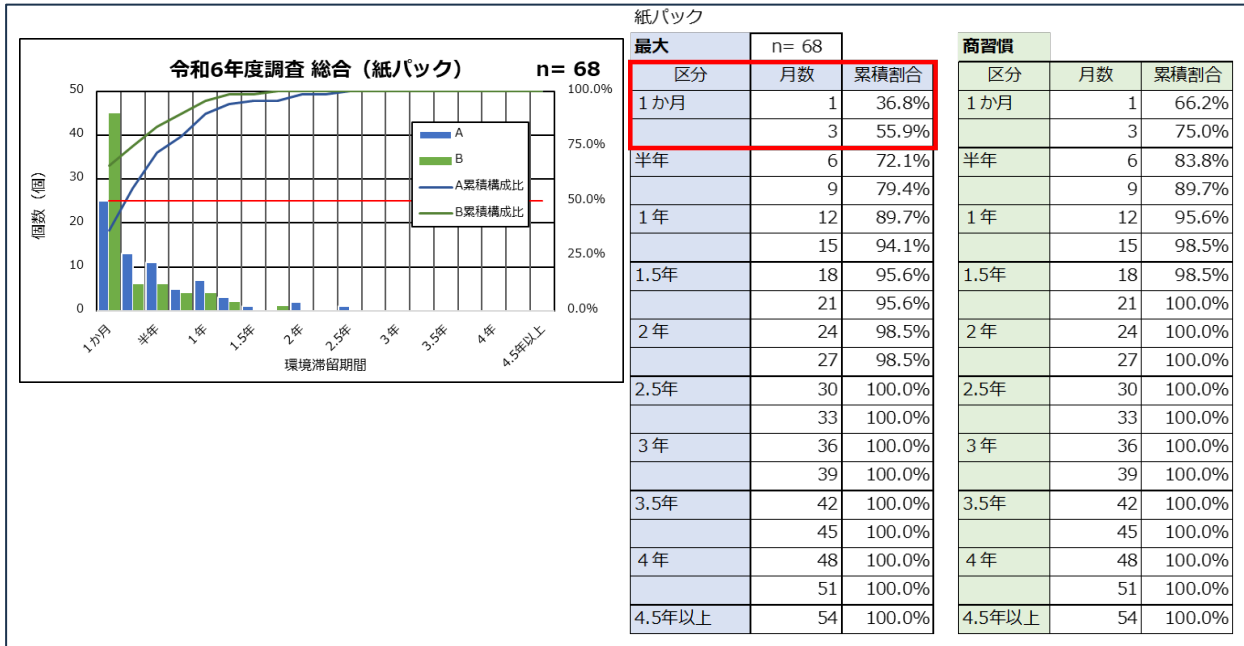 紙パック
令和6年度調査 総合（紙パック） n= 68
50
40
30
20
10
0
個数（個）
100.0%
75.0%
50.0%
25.0%
0.0%
A
B
A累積構成比
B累積構成比
1か月
半年
1年
1.5年
2年
2.5年
3年
3.5年
4年
4.5年以上
環境滞留期間
最大 n= 68
区分 月数 累積割合
1か月 1 36.8%
3 55.9%
半年 6 72.1%
9 79.4%
1年 12 89.7%
15 94.1%
1.5年 18 95.6%
21 95.6%
2年 24 98.5%
27 98.5%
2.5年 30 100.0%
33 100.0%
3年 36 100.0%
39 100.0%
3.5年 42 100.0%
45 100.0%
4年 48 100.0%
51 100.0%
4.5年以上 54 100.0%
商習慣
区分 月数 累積割合
1か月 1 66.2%
3 75.0%
半年 6 83.8%
9 89.7%
1年 12 95.6%
15 98.5%
1.5年 18 98.5%
21 100.0%
2年 24 100.0%
27 100.0%
2.5年 30 100.0%
33 100.0%
3年 36 100.0%
39 100.0%
3.5年 42 100.0%
45 100.0%
4年 48 100.0%
51 100.0%
4.5年以上 54 100.0%